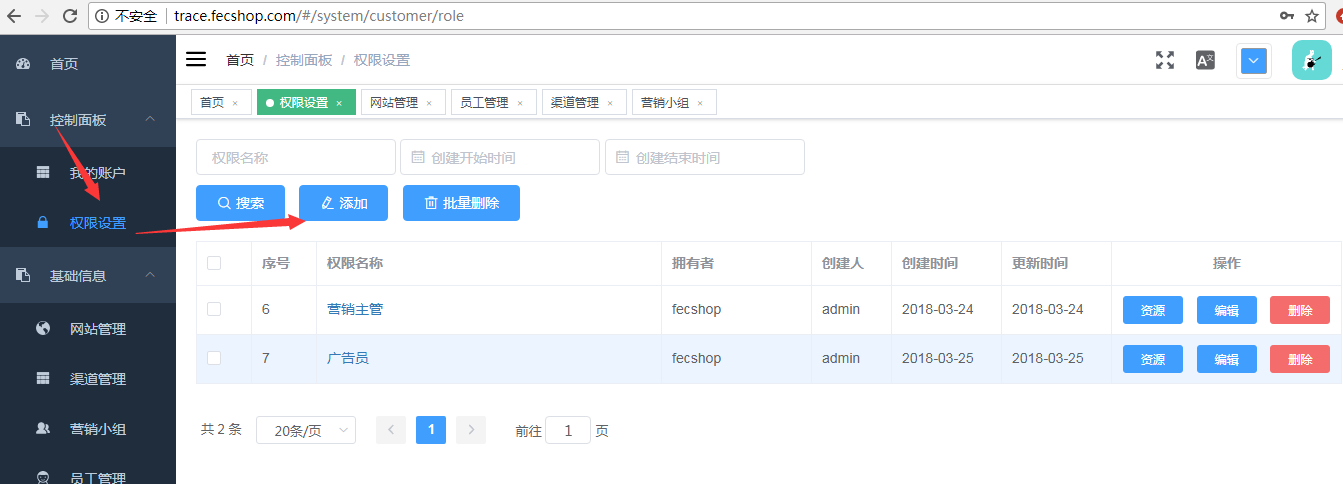 不安全 trace.fecshop.com/#/system/customer/role
首页
控制面板
我的账户
权限设置
基础信息
网站管理
渠道管理
营销小组
员工管理
首页 / 控制面板 / 权限设置
首页 × 权限设置 × 网站管理 × 员工管理 × 渠道管理 × 营销小组 ×
权限名称 创建开始时间 创建结束时间
搜索 添加 批量删除
序号 权限名称 拥有者 创建人 创建时间 更新时间 操作
6 营销主管 fecshop admin 2018-03-24 2018-03-24 资源 编辑 删除
7 广告员 fecshop admin 2018-03-25 2018-03-25 资源 编辑 删除
共 2 条 20条/页 1 前往 1 页